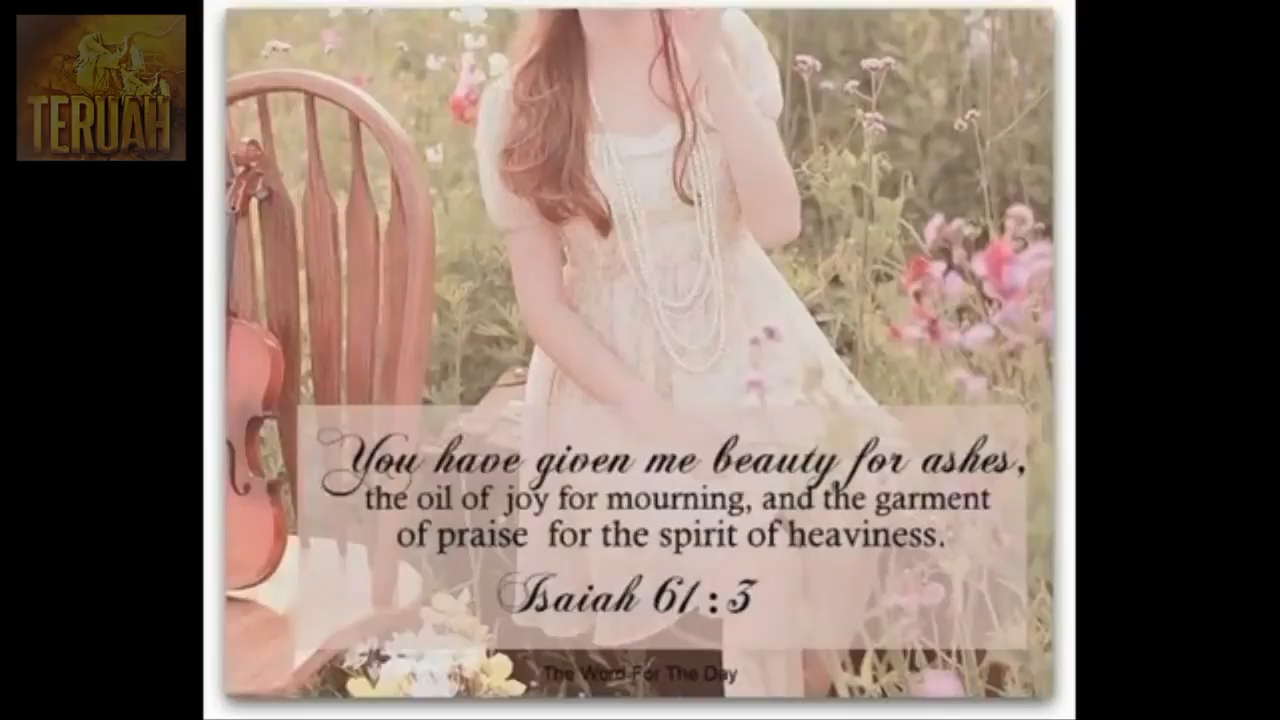 TERUAH
You have given me beauty for ashes,
the oil of joy for mourning, and the garment
of praise for the spirit of heaviness.
Isaiah 61:3
The Word For The Day